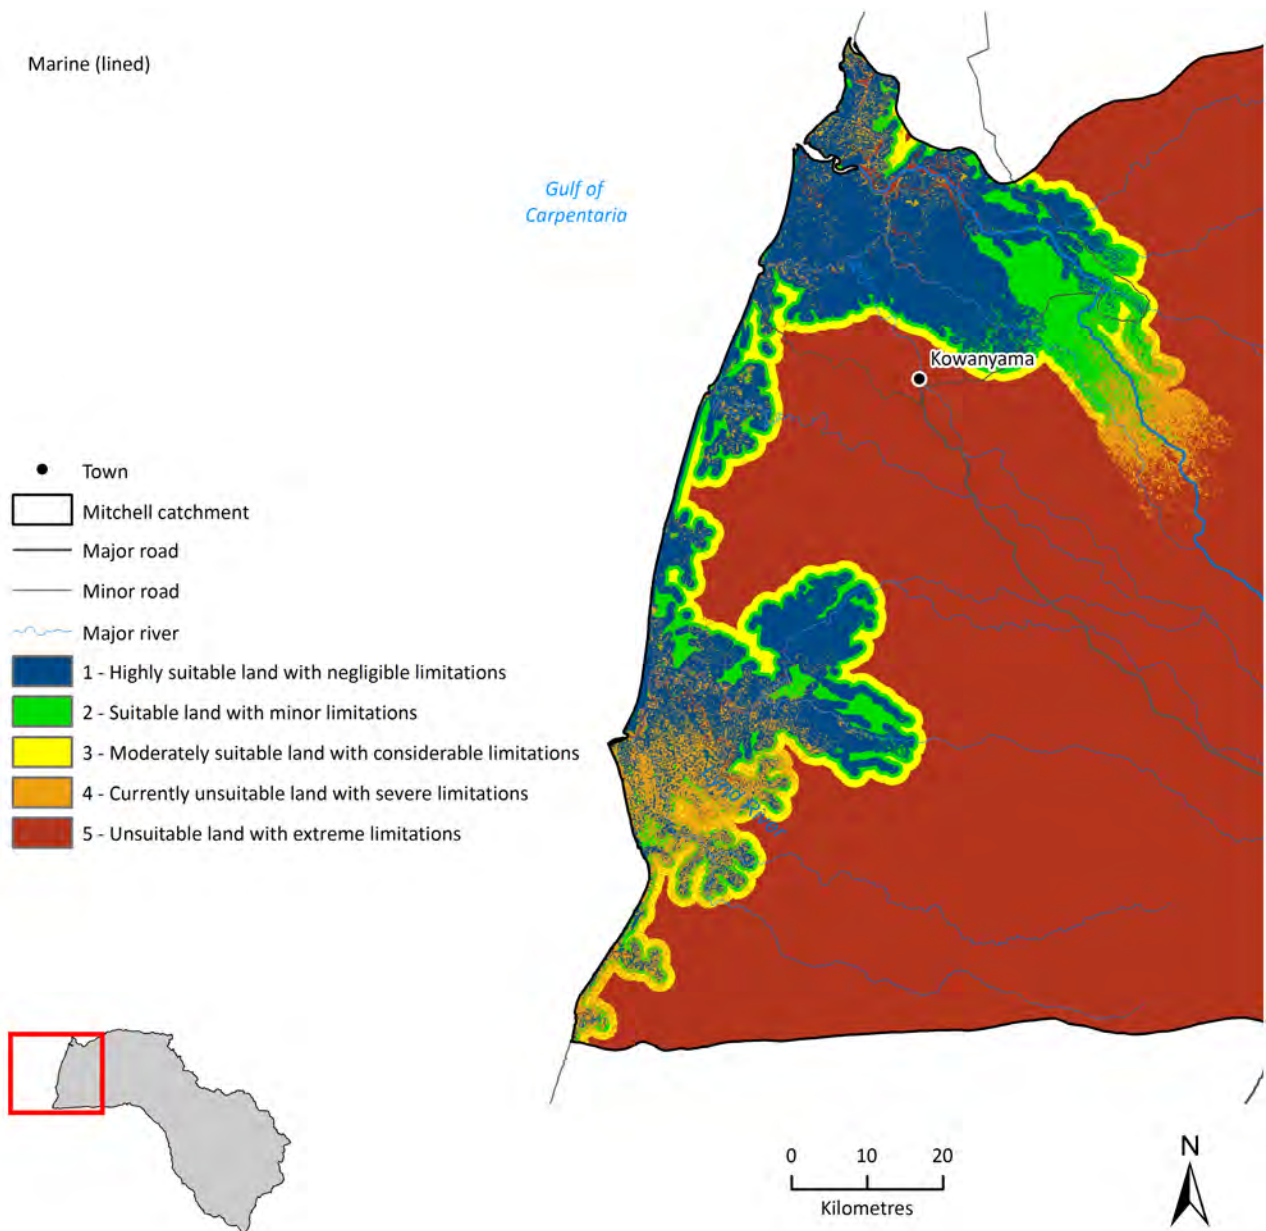 Marine (lined)
Gulf of
Carpentaria
Kowanyama
Town
Mitchell catchment
Major road
Minor road
Major river
1 - Highly suitable land with negligible limitations
2 - Suitable land with minor limitations
3 - Moderately suitable land with considerable limitations
4 - Currently unsuitable land with severe limitations
5 - Unsuitable land with extreme limitations
River
N
0 10 20
Kilometres